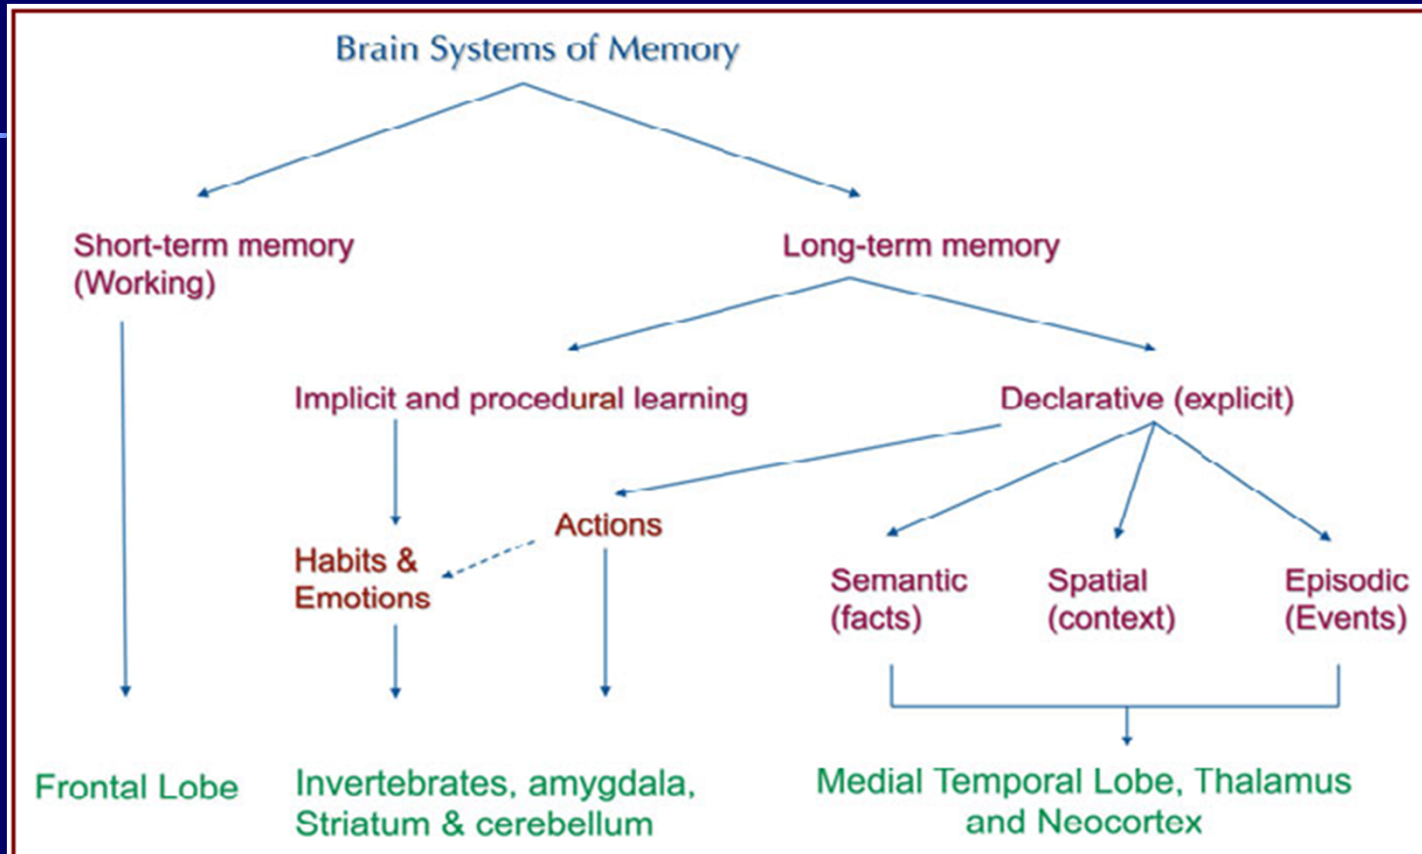 Brain Systems of Memory
Short-term memory
(Working)
Long-term memory
Implicit and procedural learning
Declarative (explicit)
Actions
Habits &
Emotions
Semantic
(facts)
Spatial
(context)
Episodic
(Events)
Frontal Lobe
Invertebrates, amygdala,
Striatum & cerebellum
Medial Temporal Lobe, Thalamus
and Neocortex